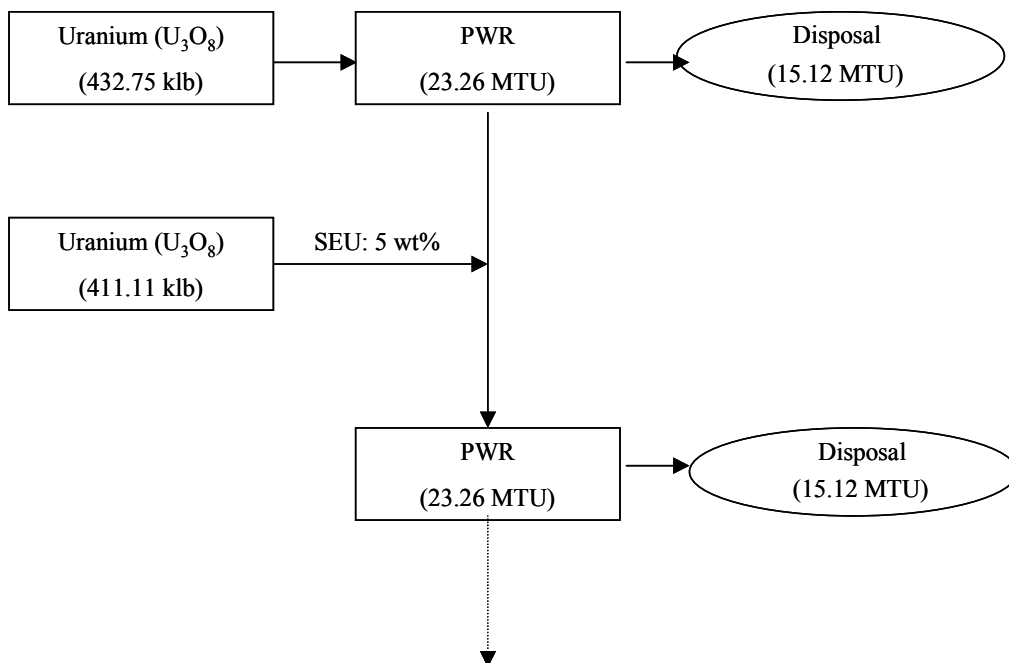 Uranium (U₃O₈)
(432.75 klb)
PWR
(23.26 MTU)
Disposal
(15.12 MTU)
Uranium (U₃O₈)
(411.11 klb)
SEU: 5 wt%
PWR
(23.26 MTU)
Disposal
(15.12 MTU)